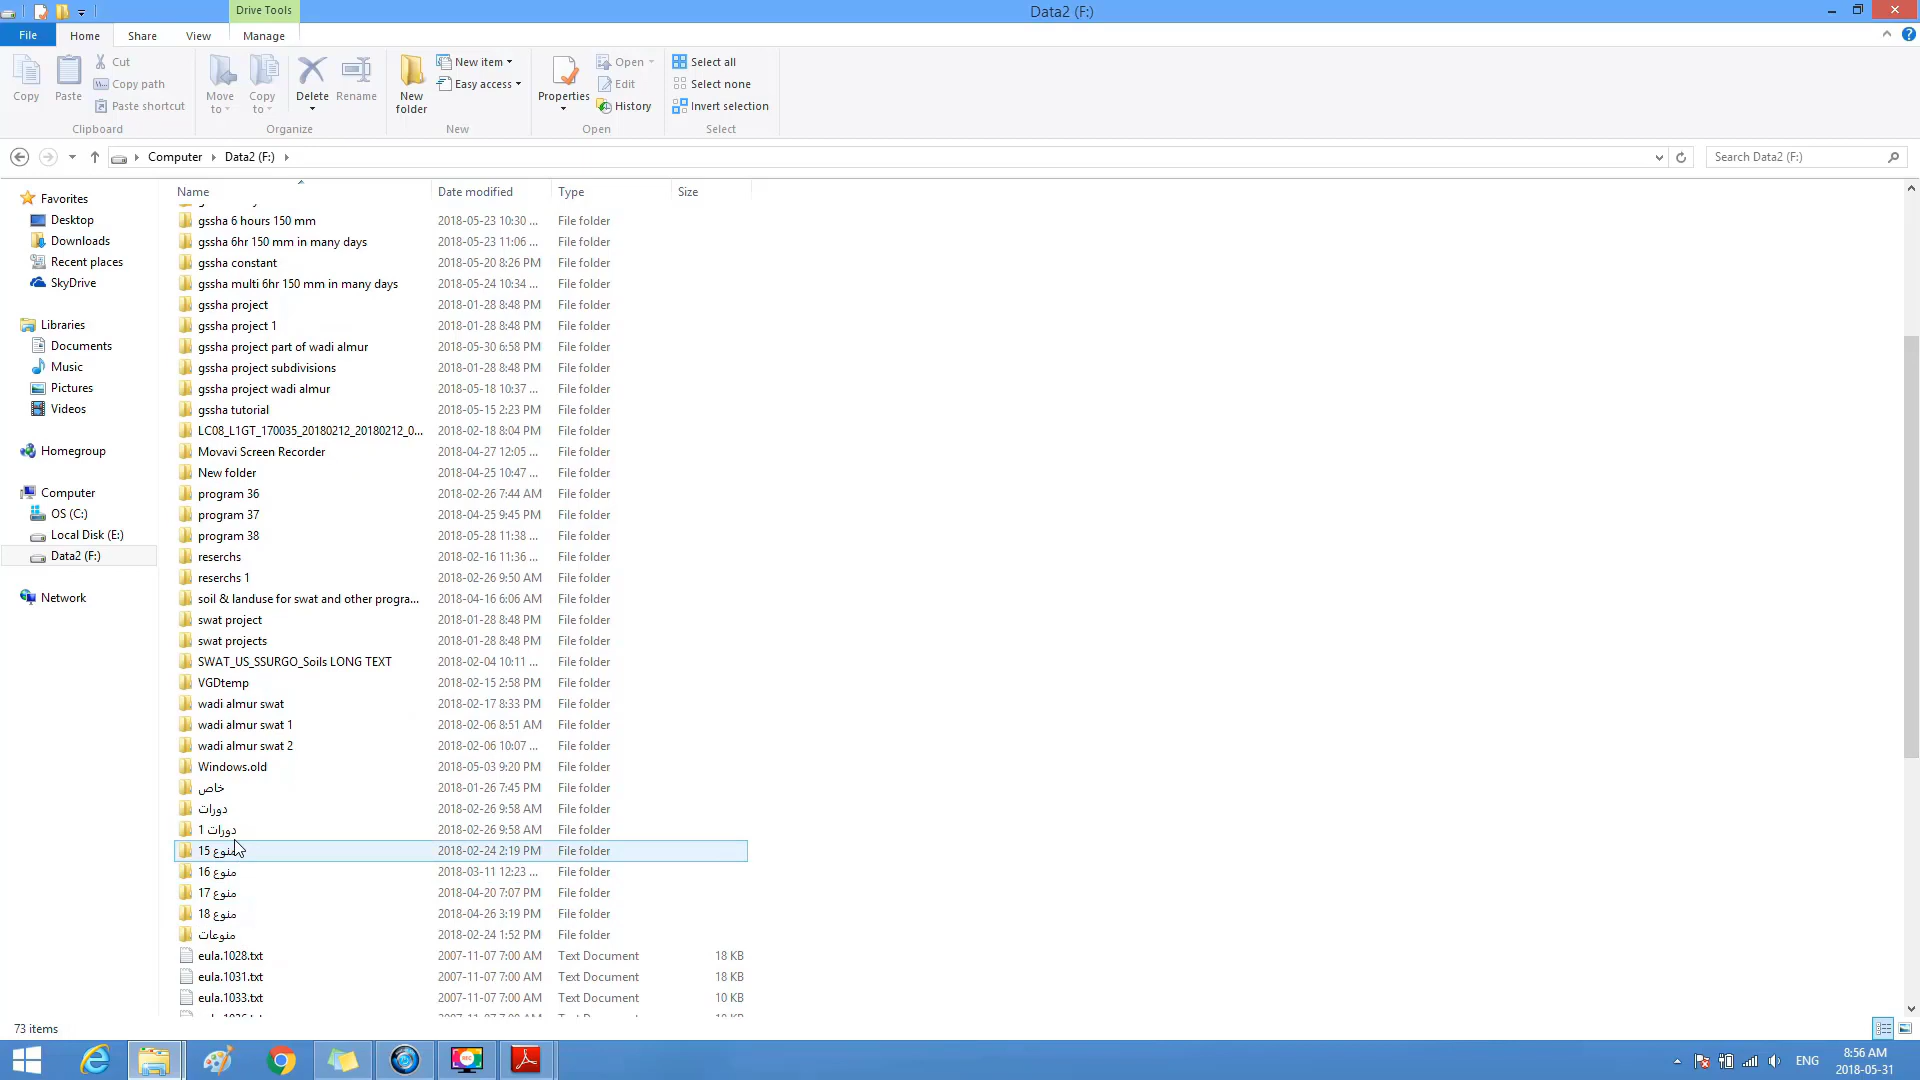 Drive Tools
Data2 (F:)
File
Home
Share
View
Manage
Copy
Paste
Cut
Copy path
Paste shortcut
Clipboard
Move to
Copy to
Delete
Rename
Organize
New folder
New item
Easy access
New
Properties
Open
Edit
History
Open
Select all
Select none
Invert selection
Select
Computer
Data2 (F:)
Search Data2 (F:)
Favorites
Desktop
Downloads
Recent places
SkyDrive
Libraries
Documents
Music
Pictures
Videos
Homegroup
Computer
OS (C:)
Local Disk (E:)
Data2 (F:)
Network
Name Date modified Type Size
gssha 6 hours 150 mm 2018-05-23 10:30 ... File folder
gssha 6hr 150 mm in many days 2018-05-23 11:06 ... File folder
gssha constant 2018-05-20 8:26 PM File folder
gssha multi 6hr 150 mm in many days 2018-05-24 10:34 ... File folder
gssha project 2018-01-28 8:48 PM File folder
gssha project 1 2018-01-28 8:48 PM File folder
gssha project part of wadi almur 2018-05-30 6:58 PM File folder
gssha project subdivisions 2018-01-28 8:48 PM File folder
gssha project wadi almur 2018-05-18 10:37 ... File folder
gssha tutorial 2018-05-15 2:23 PM File folder
LC08_L1GT_170035_20180212_20180212_0... 2018-02-18 8:04 PM File folder
Movavi Screen Recorder 2018-04-27 12:05 ... File folder
New folder 2018-04-25 10:47 ... File folder
program 36 2018-02-26 7:44 AM File folder
program 37 2018-04-25 9:45 PM File folder
program 38 2018-05-28 11:38 ... File folder
reserchs 2018-02-16 11:36 ... File folder
reserchs 1 2018-02-26 9:50 AM File folder
soil & landuse for swat and other progra... 2018-04-16 6:06 AM File folder
swat project 2018-01-28 8:48 PM File folder
swat projects 2018-01-28 8:48 PM File folder
SWAT_US_SSURGO_Soils LONG TEXT 2018-02-04 10:11 ... File folder
VGDtemp 2018-02-15 2:58 PM File folder
wadi almur swat 2018-02-17 8:33 PM File folder
wadi almur swat 1 2018-02-06 8:51 AM File folder
wadi almur swat 2 2018-02-06 10:07 ... File folder
Windows.old 2018-05-03 9:20 PM File folder
خاص 2018-01-26 7:45 PM File folder
دورات 2018-02-26 9:58 AM File folder
دورات 1 2018-02-26 9:58 AM File folder
منوع 15 2018-02-24 2:19 PM File folder
منوع 16 2018-03-11 12:23 ... File folder
منوع 17 2018-04-20 7:07 PM File folder
منوع 18 2018-04-26 3:19 PM File folder
منوعات 2018-02-24 1:52 PM File folder
eula.1028.txt 2007-11-07 7:00 AM Text Document 18 KB
eula.1031.txt 2007-11-07 7:00 AM Text Document 18 KB
eula.1033.txt 2007-11-07 7:00 AM Text Document 10 KB
73 items
ENG
8:56 AM
2018-05-31